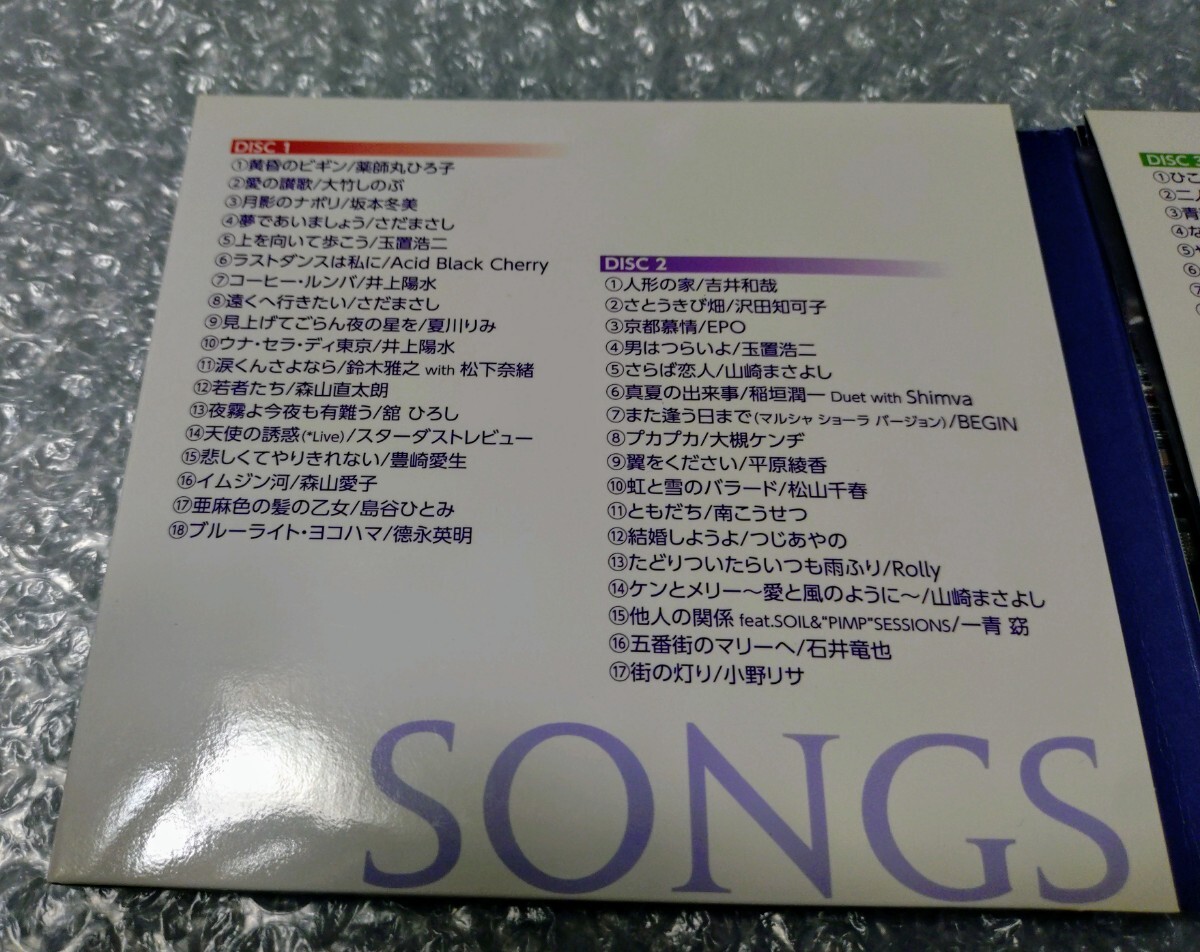 DISC 1
①黄昏のビギン/薬師丸ひろ子
②愛の讃歌/大竹しのぶ
③月影のナポリ/坂本冬美
④夢であいましょう/さだまさし
⑤上を向いて歩こう/玉置浩二
⑥ラストダンスは私に/Acid Black Cherry
⑦コーヒー・ルンバ/井上陽水
⑧遠くへ行きたい/さだまさし
⑨見上げてごらん夜の星を/夏川りみ
⑩ウナ・セラ・ディ東京/井上陽水
⑪涙くんさよなら/鈴木雅之 with 松下奈緒
⑫若者たち/森山直太朗
⑬夜霧よ今夜も有難う/舘 ひろし
⑭天使の誘惑(*Live)/スターダストレビュー
⑮悲しくてやりきれない/豊崎愛生
⑯イムジン河/森山愛子
⑰亜麻色の髪の乙女/島谷ひとみ
⑱ブルーライト・ヨコハマ/徳永英明
DISC 2
①人形の家/吉井和哉
②さとうきび畑/沢田知可子
③京都慕情/EPO
④男はつらいよ/玉置浩二
⑤さらば恋人/山崎まさよし
⑥真夏の出来事/稲垣潤一 Duet with Shimva
⑦また逢う日まで(マルシャ ショーラ バージョン)/BEGIN
⑧プカプカ/大槻ケンヂ
⑨翼をください/平原綾香
⑩虹と雪のバラード/松山千春
⑪ともだち/南こうせつ
⑫結婚しようよ/つじあやの
⑬たどりついたらいつも雨ふり/Rolly
⑭ケンとメリー〜愛と風のように〜/山崎まさよし
⑮他人の関係 feat.SOIL&"PIMP"SESSIONS/一青 窈
⑯五番街のマリーへ/石井竜也
⑰街の灯り/小野リサ
SONGS
DISC 3
①ひこ
②二人
③青
④な
⑤
⑥
⑦